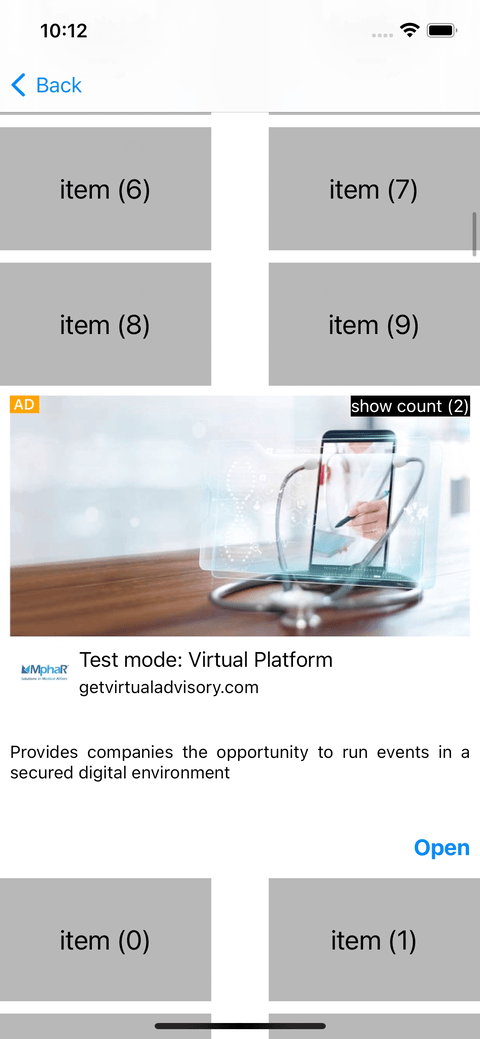 10:12
Back
item (6)
item (7)
item (8)
item (9)
AD
show count (2)
MphaR
Solutions in Medical Affairs
Test mode: Virtual Platform
getvirtualadvisory.com
Provides companies the opportunity to run events in a
secured digital environment
Open
item (0)
item (1)